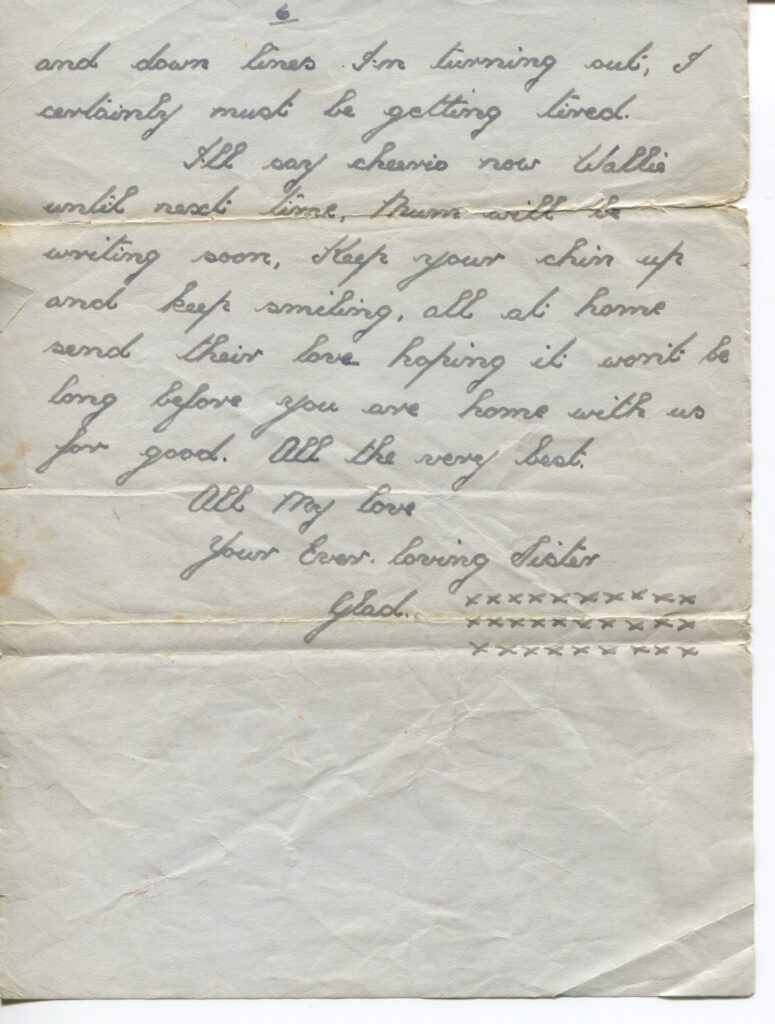 6
and down lines I'm turning out, I
certainly must be getting tired.
I'll say cheerio now Wallie
until next time, Mum will be
writing soon, Keep your chin up
and keep smiling, all at home
send their love hoping it won't be
long before you are home with us
for good. All the very best.
All My love
Your Ever. loving Sister
Glad. xxxxxxxxxxx
xxxxxxxxxxx
xxxxxxxxxx